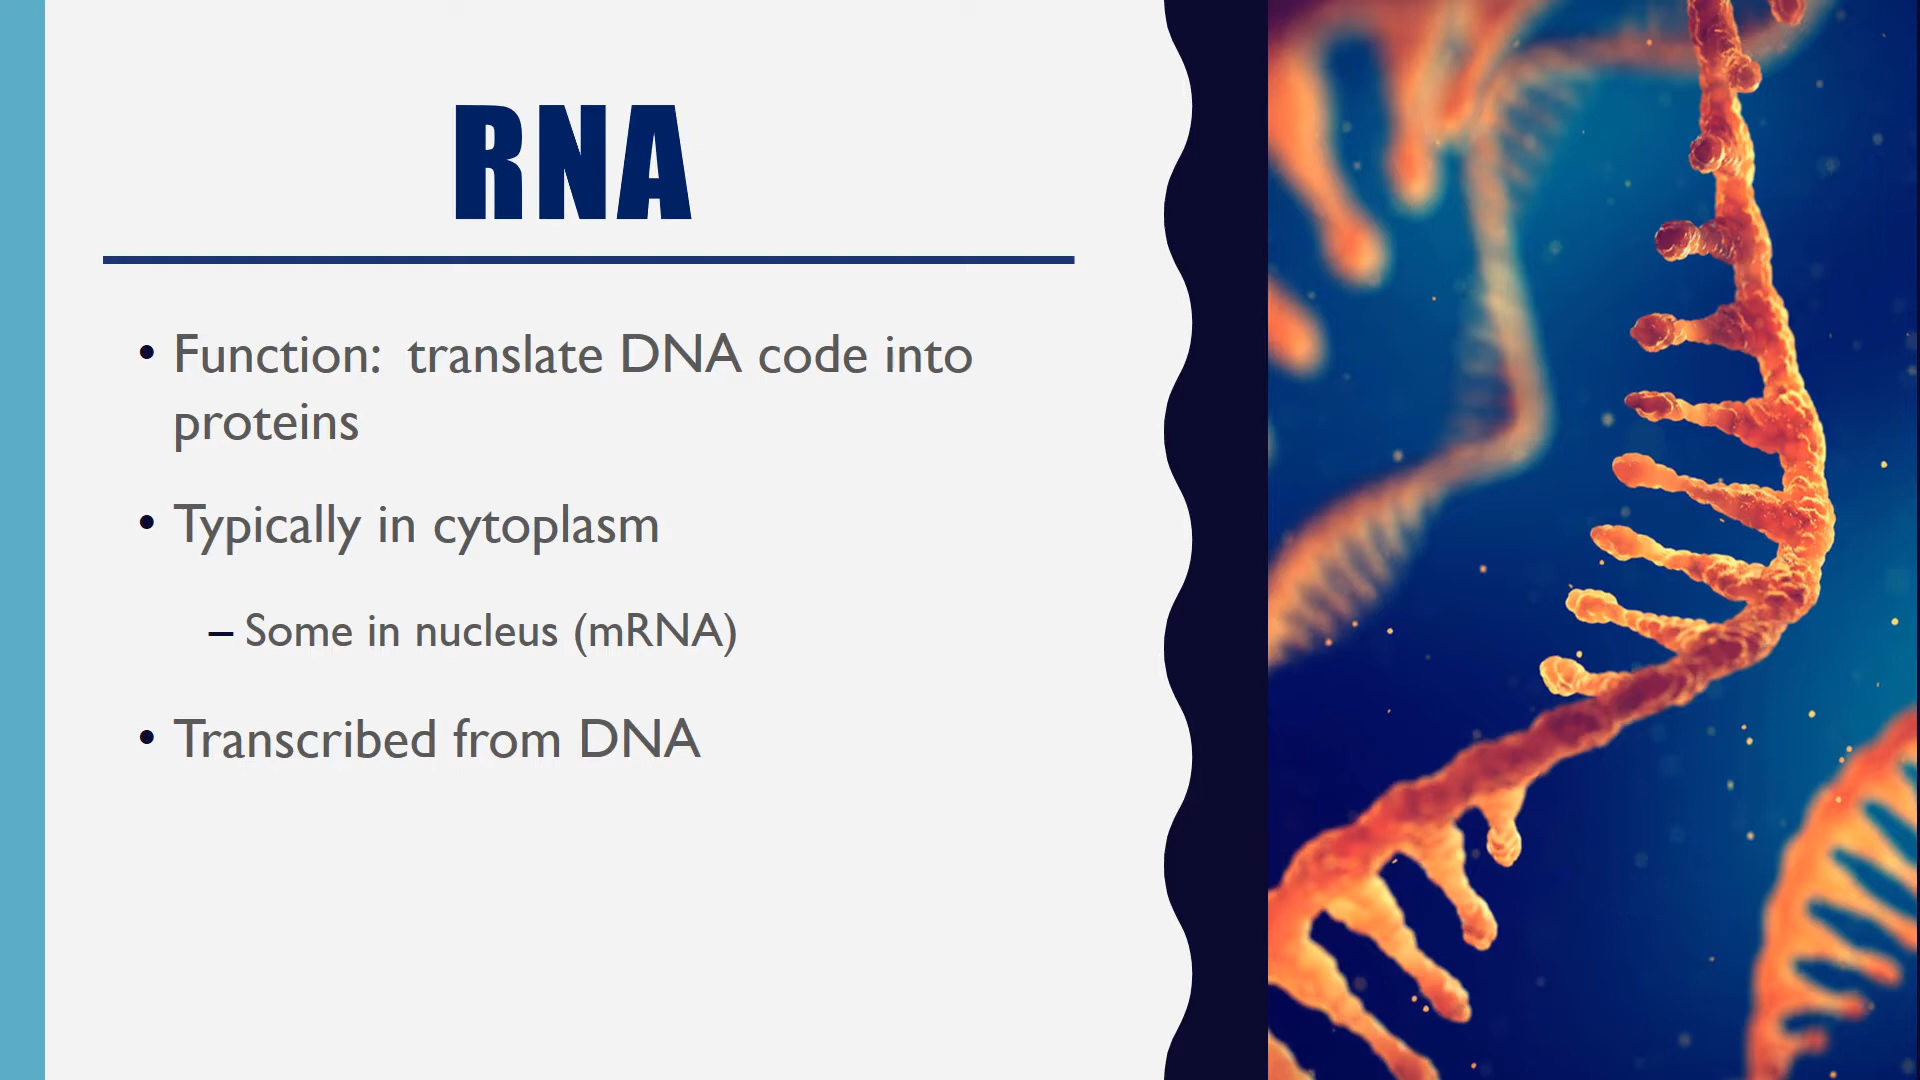 RNA
• Function:  translate DNA code into
proteins
• Typically in cytoplasm
– Some in nucleus (mRNA)
• Transcribed from DNA